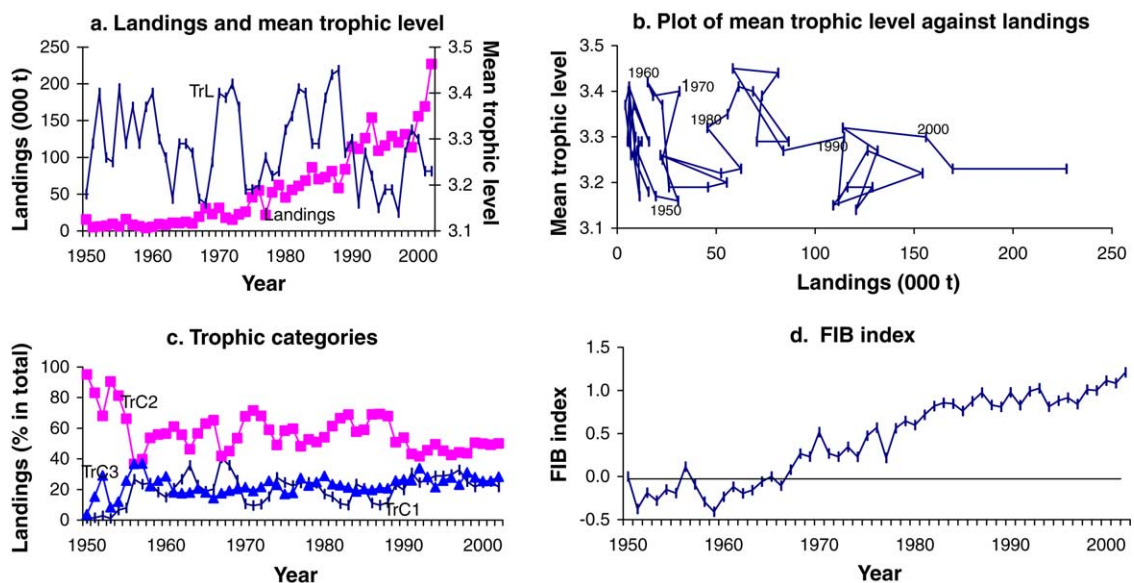 a. Landings and mean trophic level
Landings (000 t)
250
200
150
100
50
0
TrL
Landings
3.5
3.4
3.3
3.2
3.1
Mean trophic level
1950 1960 1970 1980 1990 2000
Year
b. Plot of mean trophic level against landings
Mean trophic level
3.5
3.4
3.3
3.2
3.1
1960
1970
1980
1990
2000
1950
0 50 100 150 200 250
Landings (000 t)
c. Trophic categories
Landings (% in total)
100
80
60
40
20
0
TrC2
TrC3
TrC1
1950 1960 1970 1980 1990 2000
Year
d. FIB index
FIB index
1.5
1.0
0.5
0.0
-0.5
1950 1960 1970 1980 1990 2000
Year